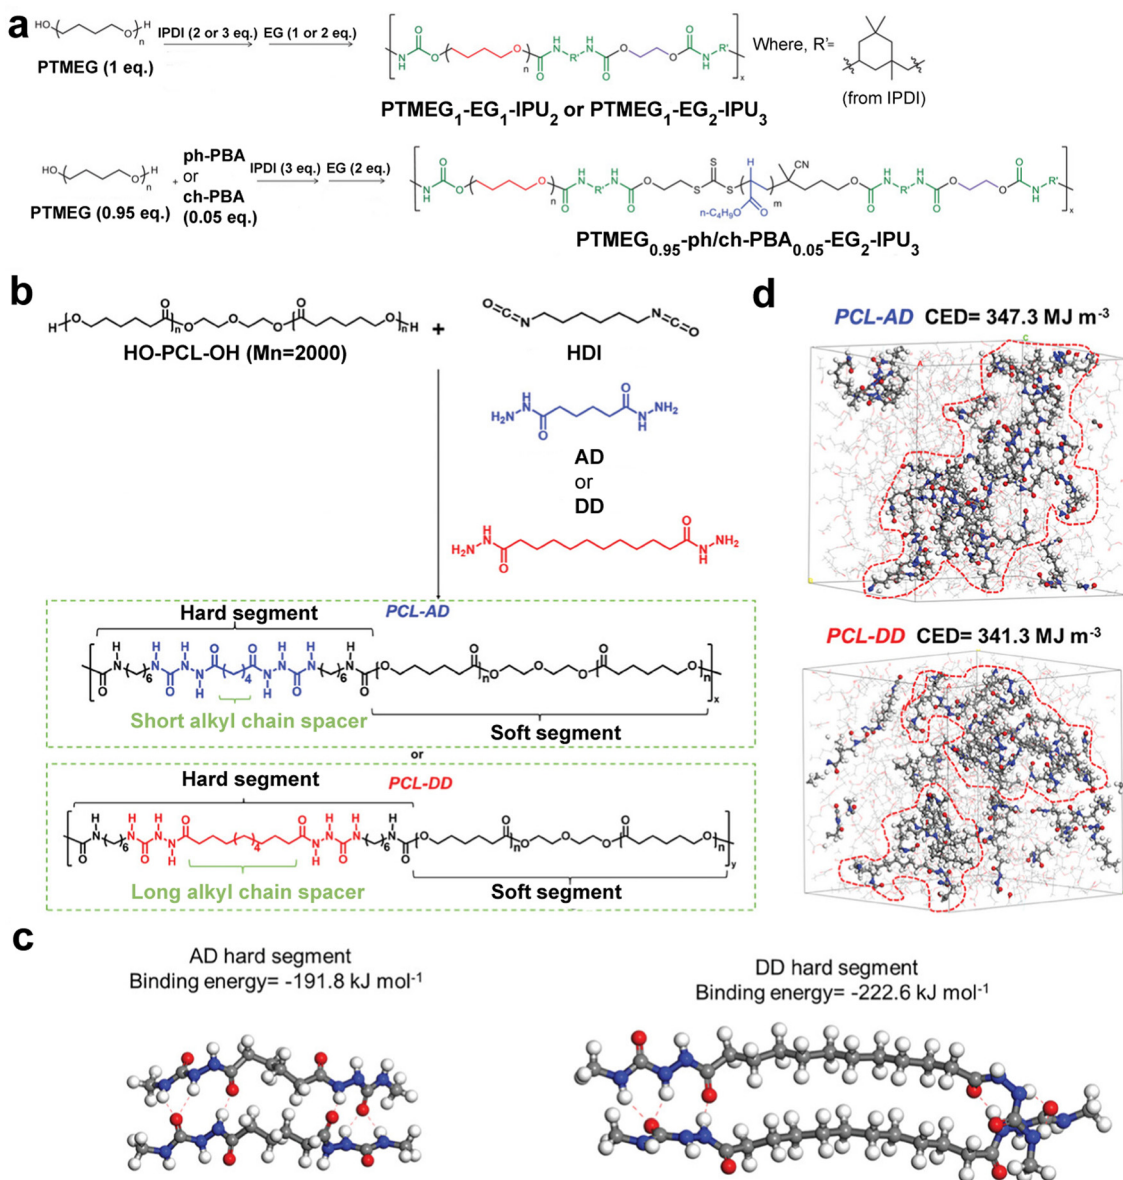 a
HO
O
H
n
PTMEG (1 eq.)
IPDI (2 or 3 eq.)
EG (1 or 2 eq.)
Where, R'=
(from IPDI)
PTMEG1-EG1-IPU2 or PTMEG1-EG2-IPU3
PTMEG (0.95 eq.)
+
ph-PBA
or
ch-PBA
(0.05 eq.)
IPDI (3 eq.)
EG (2 eq.)
CN
n-C4H9O
m
x
PTMEG0.95-ph/ch-PBA0.05-EG2-IPU3
b
HO-PCL-OH (Mn=2000)
+
HDI
AD
or
DD
Hard segment
PCL-AD
Short alkyl chain spacer
Soft segment
or
Hard segment
PCL-DD
Long alkyl chain spacer
Soft segment
c
AD hard segment
Binding energy= -191.8 kJ mol-1
DD hard segment
Binding energy= -222.6 kJ mol-1
d
PCL-AD CED= 347.3 MJ m-3
PCL-DD CED= 341.3 MJ m-3